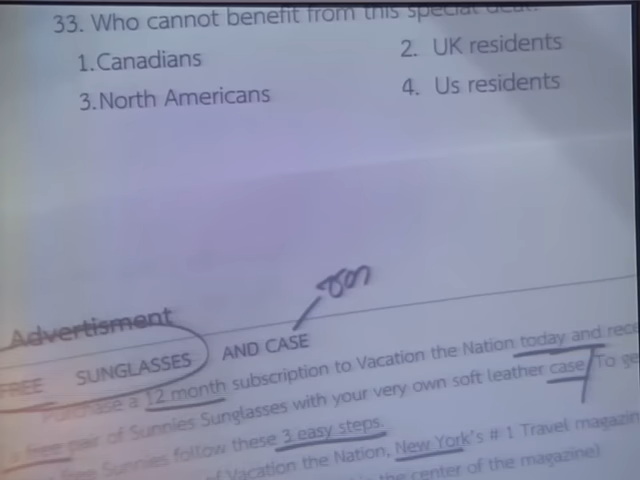 33. Who cannot benefit from this special deal?
1.Canadians
2. UK residents
3.North Americans
4. Us residents
Advertisment
FREE SUNGLASSES AND CASE
Purchase a 12 month subscription to Vacation the Nation today and
free pair of Sunnies Sunglasses with your very own soft leather case. To
free Sunnies follow these 3 easy steps.
of Vacation the Nation, New York's # 1 Travel
the center of the magazine)